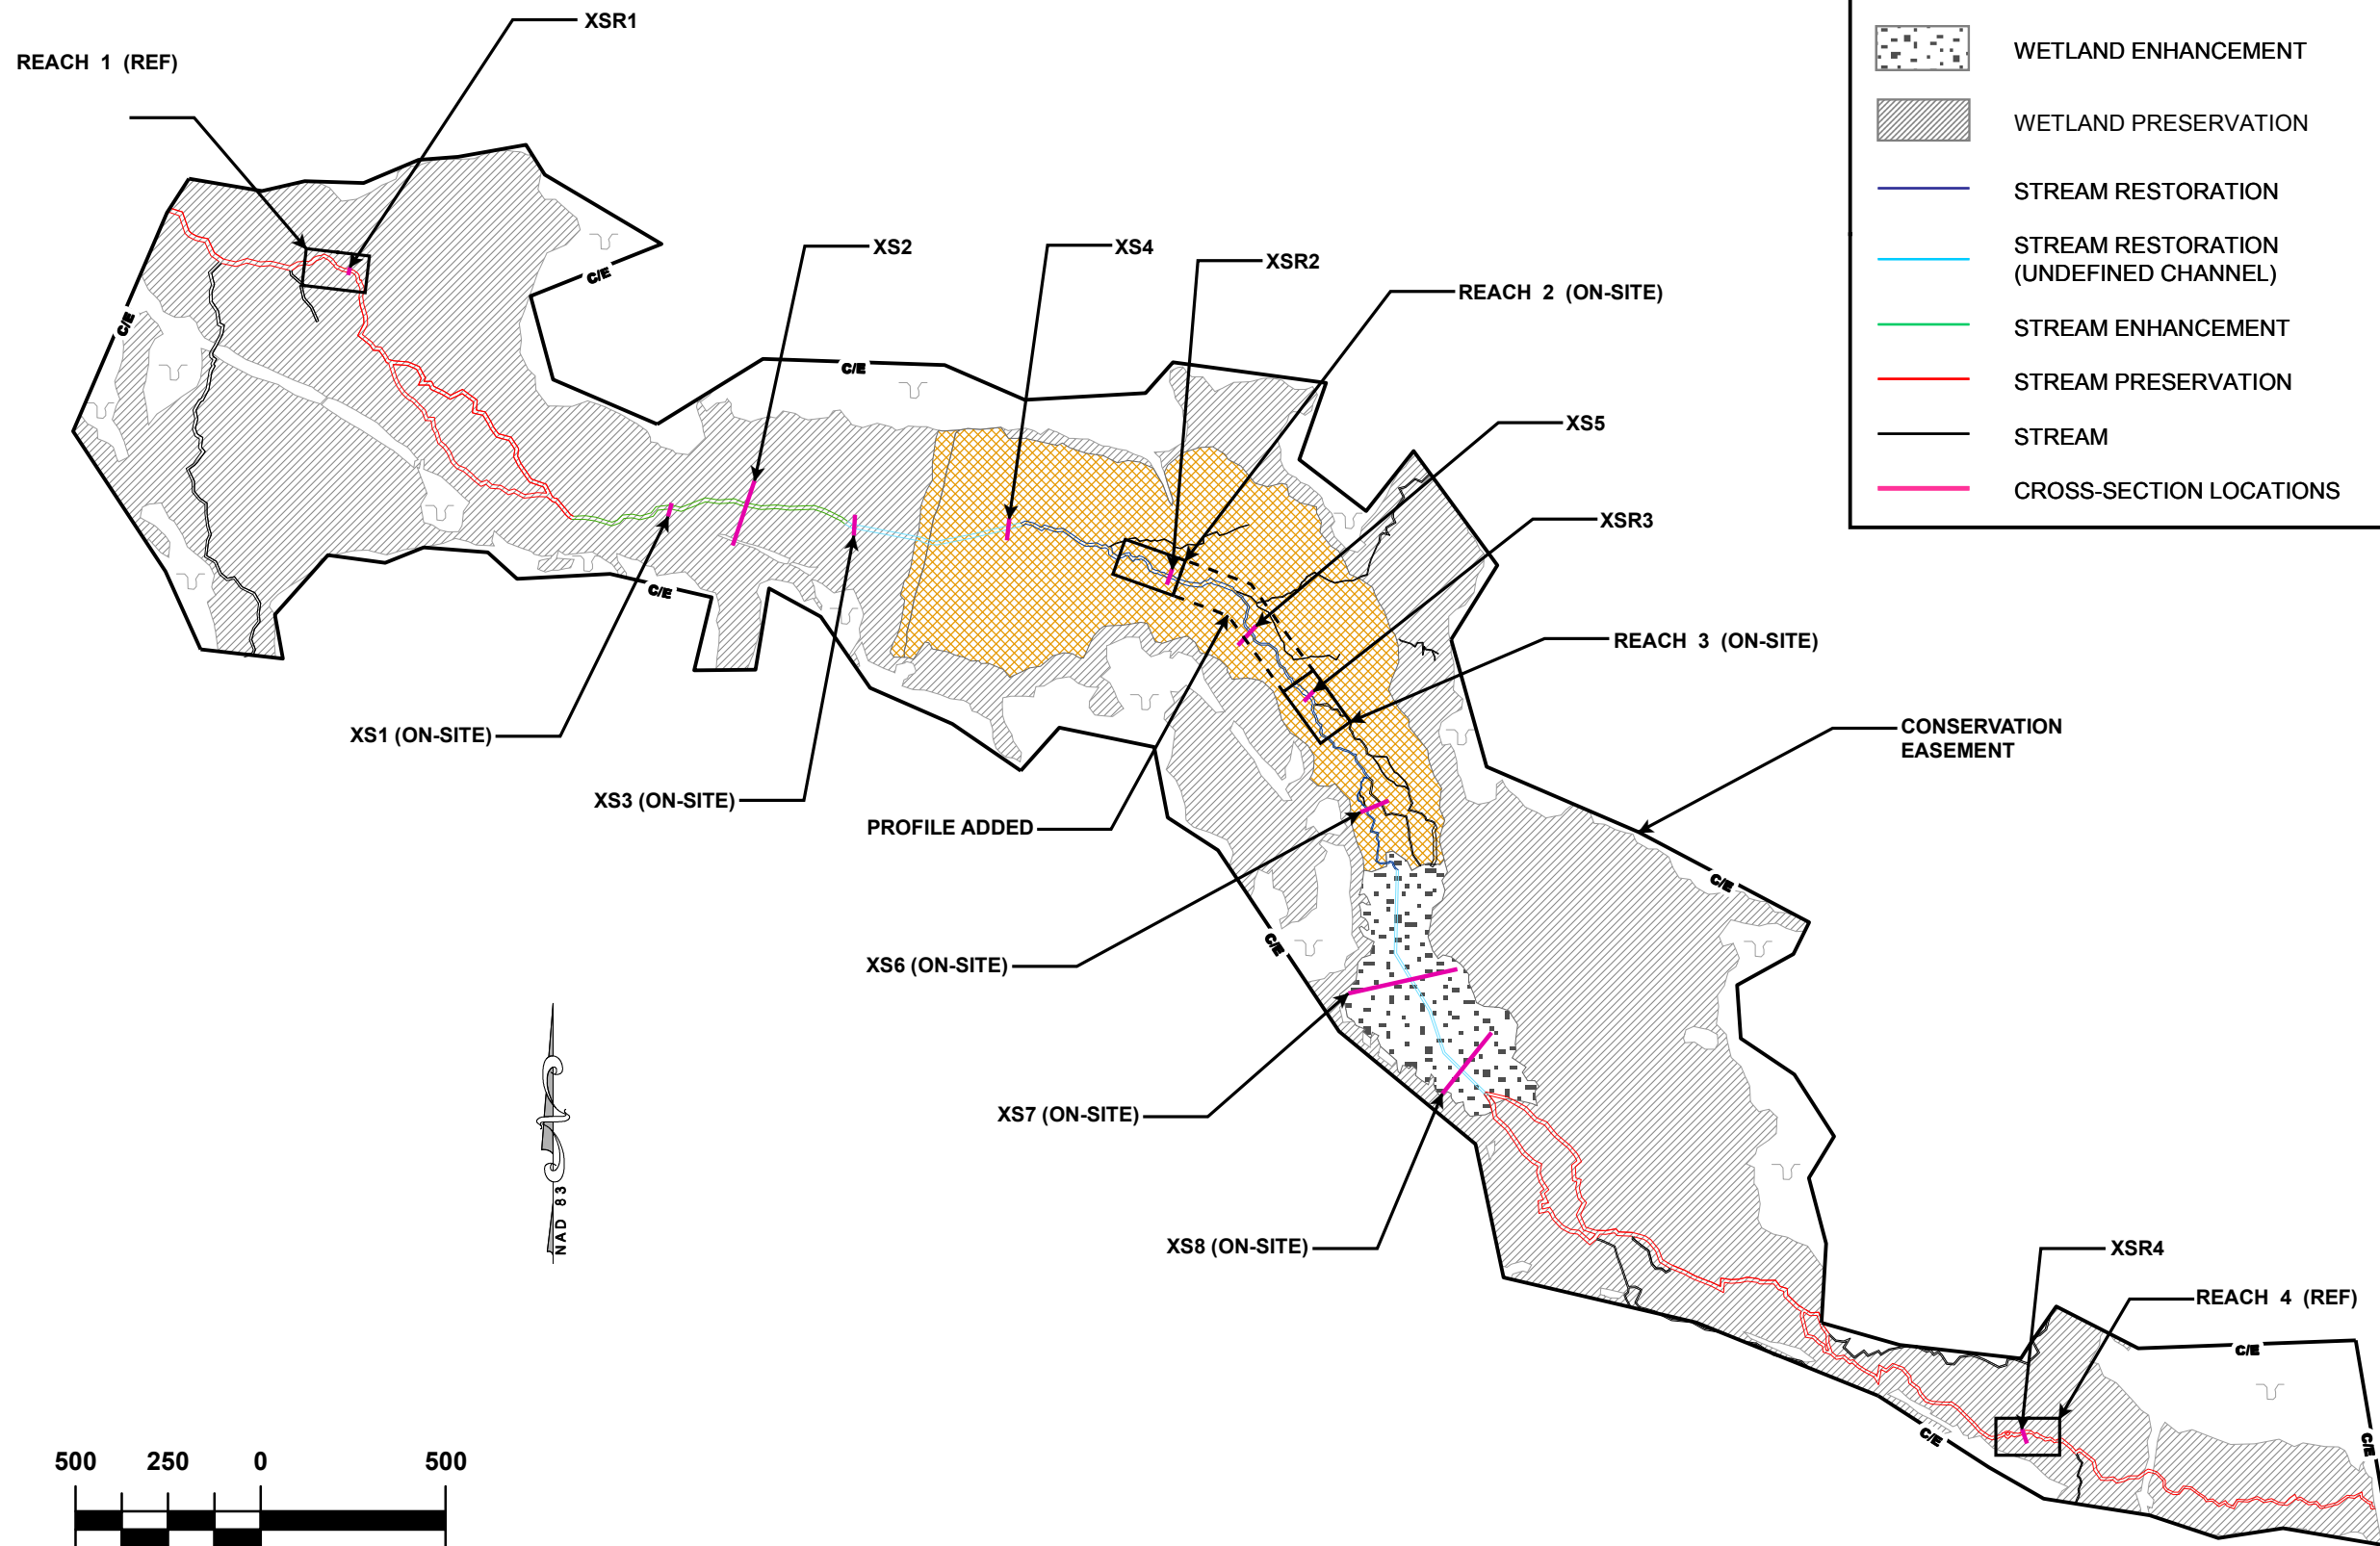 XSR1
REACH 1 (REF)
WETLAND ENHANCEMENT
WETLAND PRESERVATION
STREAM RESTORATION
STREAM RESTORATION
(UNDEFINED CHANNEL)
STREAM ENHANCEMENT
STREAM PRESERVATION
STREAM
CROSS-SECTION LOCATIONS
XS2
XS4
XSR2
REACH 2 (ON-SITE)
C/E
C/E
C/E
XS5
XSR3
C/E
REACH 3 (ON-SITE)
XS1 (ON-SITE)
CONSERVATION
EASEMENT
XS3 (ON-SITE)
PROFILE ADDED
C/E
C/E
XS6 (ON-SITE)
XS7 (ON-SITE)
NAD 83
XS8 (ON-SITE)
XSR4
REACH 4 (REF)
C/E
C/E
C/E
500 250 0 500